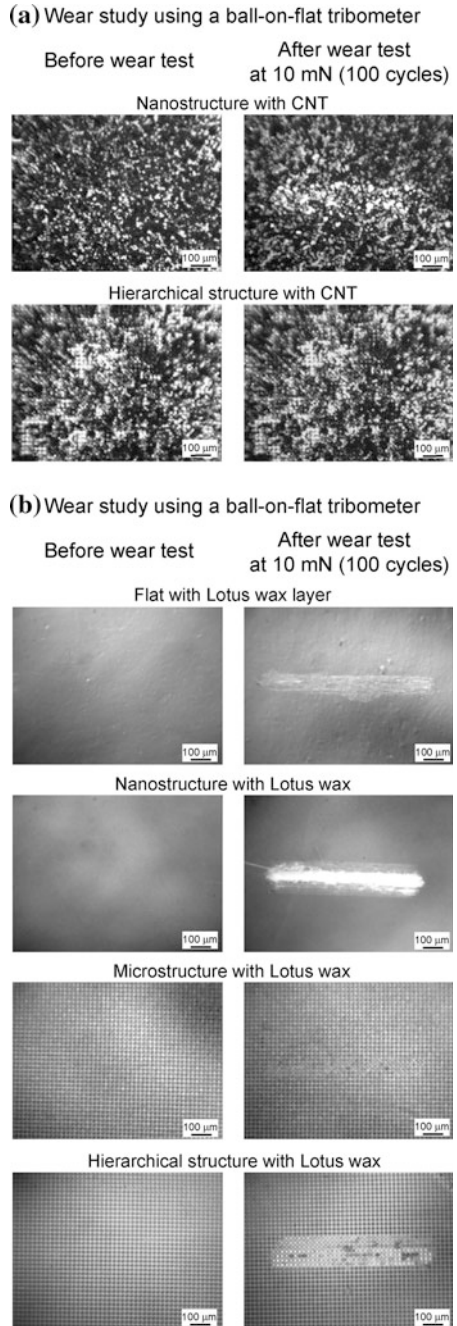 (a) Wear study using a ball-on-flat tribometer
Before wear test
After wear test
at 10 mN (100 cycles)
Nanostructure with CNT
100 µm
100 µm
Hierarchical structure with CNT
100 µm
100 µm
(b) Wear study using a ball-on-flat tribometer
Before wear test
After wear test
at 10 mN (100 cycles)
Flat with Lotus wax layer
100 µm
100 µm
Nanostructure with Lotus wax
100 µm
100 µm
Microstructure with Lotus wax
100 µm
100 µm
Hierarchical structure with Lotus wax
100 µm
100 µm